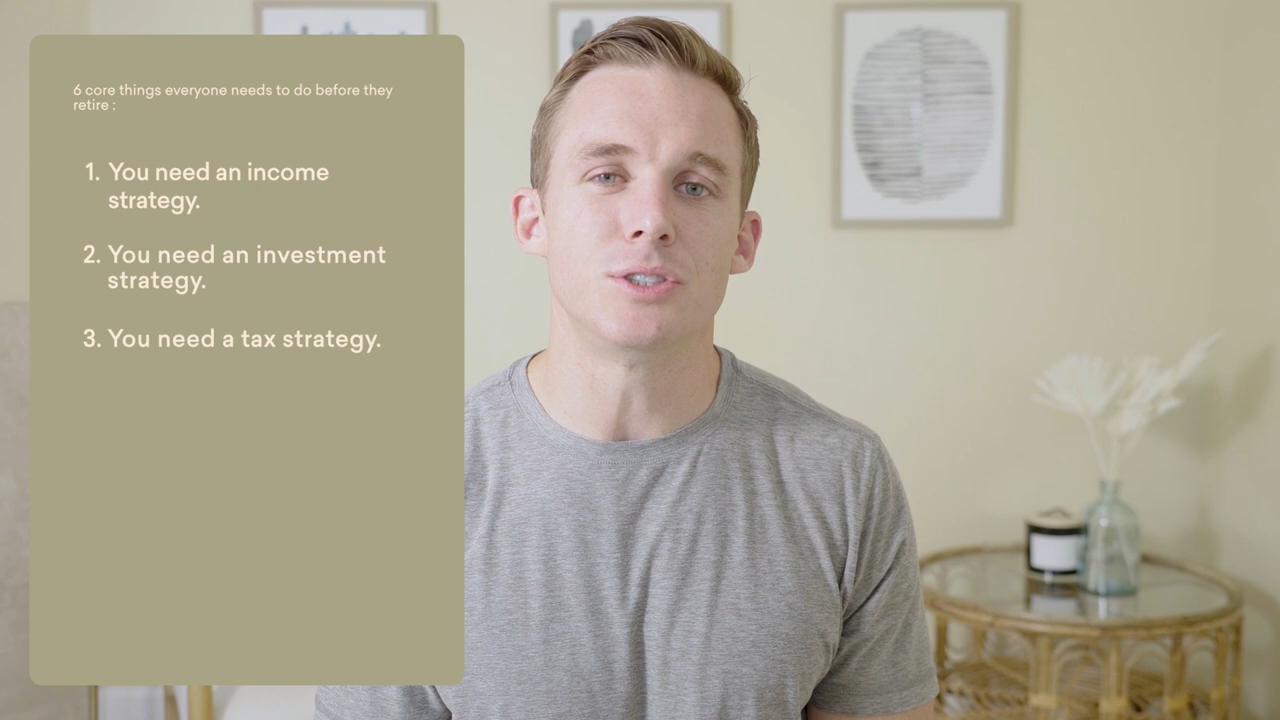 6 core things everyone needs to do before they
retire :
1. You need an income
strategy.
2. You need an investment
strategy.
3. You need a tax strategy.